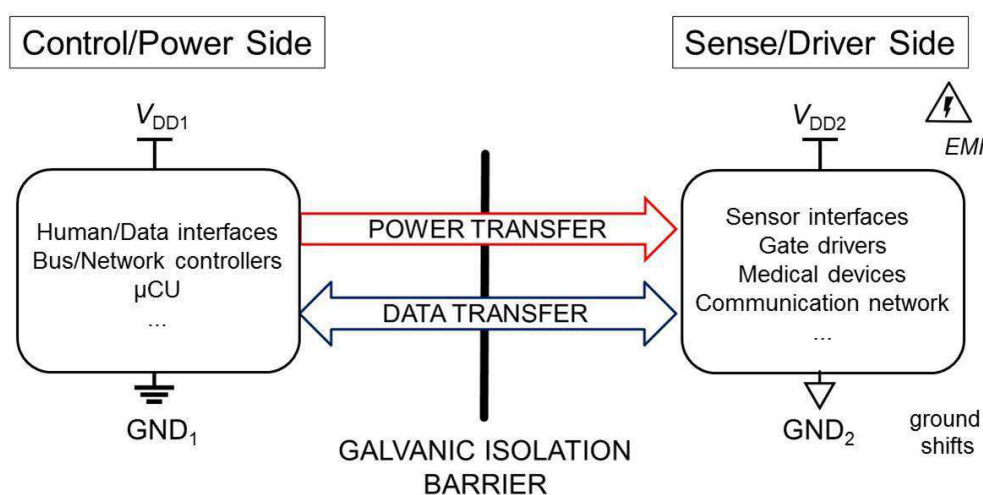 Control/Power Side
Sense/Driver Side
VDD1
VDD2
EMI
Human/Data interfaces
Bus/Network controllers
µCU
...
POWER TRANSFER
DATA TRANSFER
Sensor interfaces
Gate drivers
Medical devices
Communication network
...
GND1
GND2
ground
shifts
GALVANIC ISOLATION
BARRIER